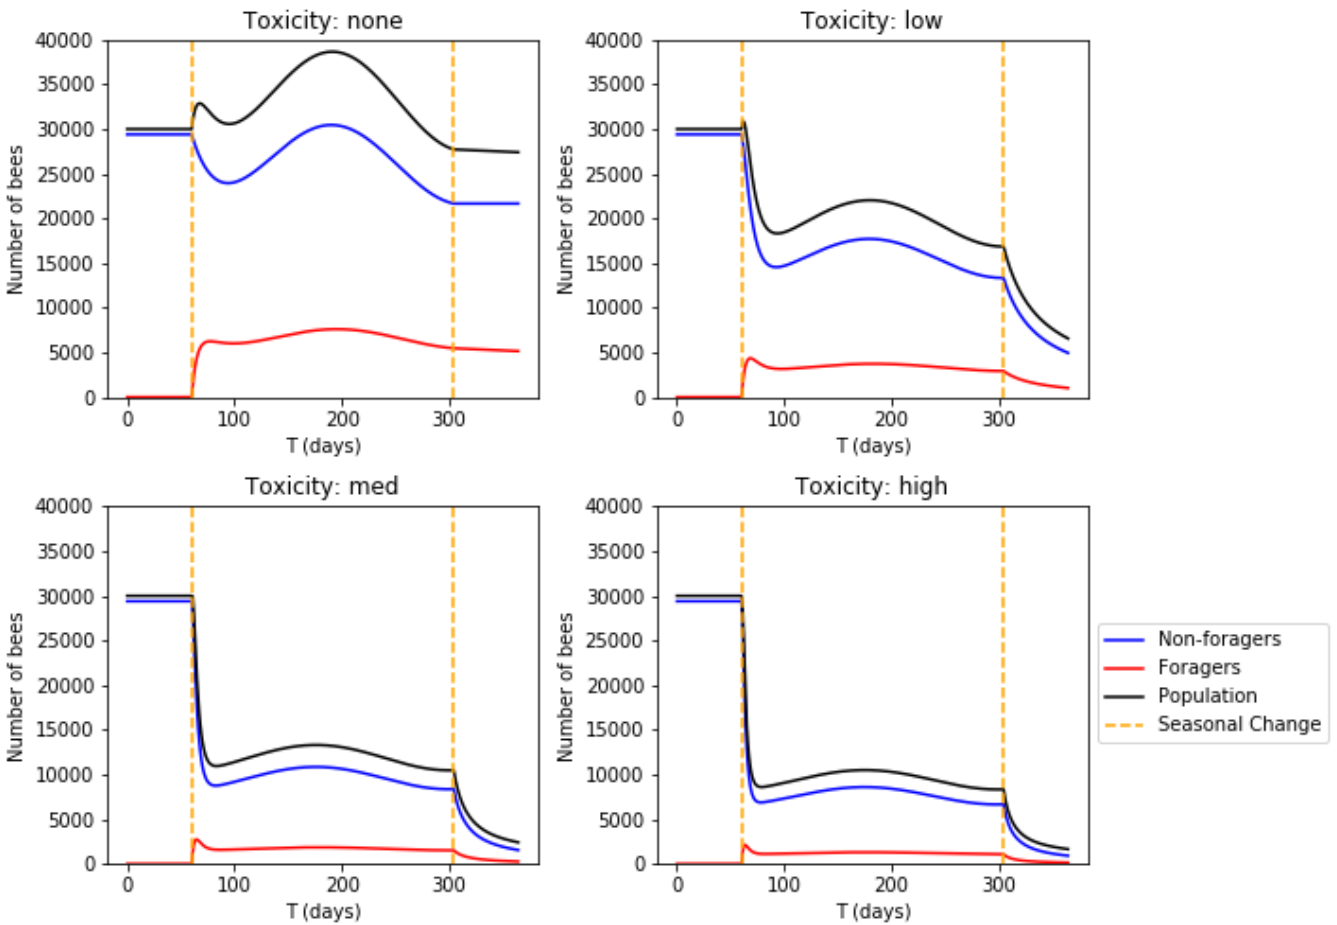 Toxicity: none
40000
35000
30000
25000
20000
15000
10000
5000
0
Number of bees
0 100 200 300
T (days)
Toxicity: low
40000
35000
30000
25000
20000
15000
10000
5000
0
Number of bees
0 100 200 300
T (days)
Toxicity: med
40000
35000
30000
25000
20000
15000
10000
5000
0
Number of bees
0 100 200 300
T (days)
Toxicity: high
40000
35000
30000
25000
20000
15000
10000
5000
0
Number of bees
0 100 200 300
T (days)
Non-foragers
Foragers
Population
Seasonal Change